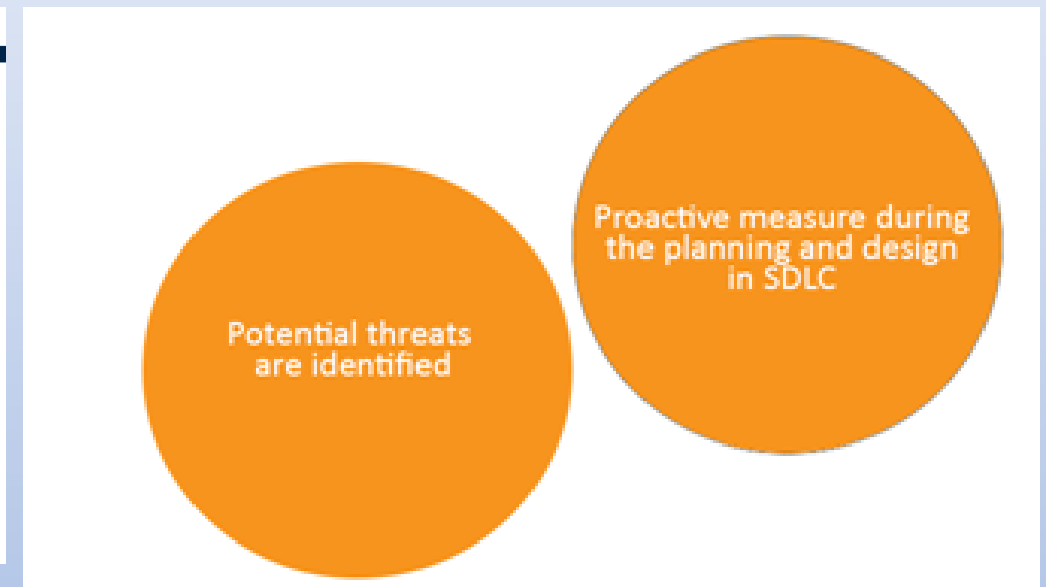 Potential threats
are identified
Proactive measure during
the planning and design
in SDLC